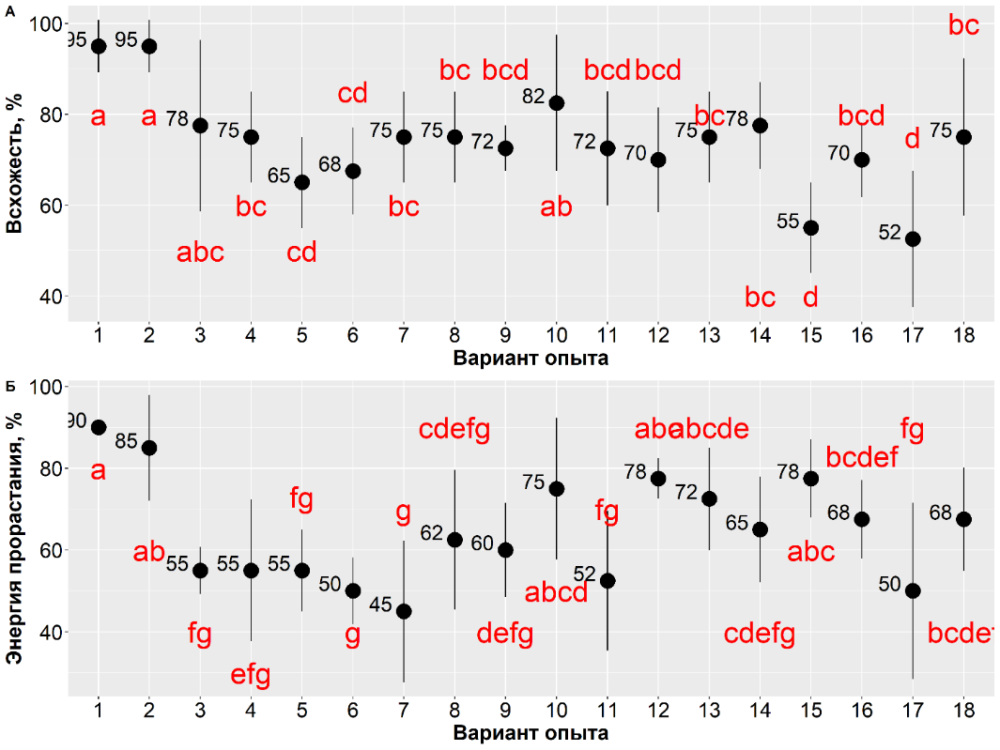 А
Всхожесть, %
100
80
60
40
95 95 78 75 65 68 75 75 72 82 72 70 75 78 55 70 52 75
a a abc bc cd cd bc bc bcd ab bcd bcd bc bc d bcd d bc
1 2 3 4 5 6 7 8 9 10 11 12 13 14 15 16 17 18
Вариант опыта
Б
Энергия прорастания, %
100
80
60
40
90 85 55 55 55 50 45 62 60 75 52 78 72 65 78 68 50 68
a ab fg efg fg g g cdefg defg abcd fg abc abcde cdefg abc bcdef fg bcdef
1 2 3 4 5 6 7 8 9 10 11 12 13 14 15 16 17 18
Вариант опыта